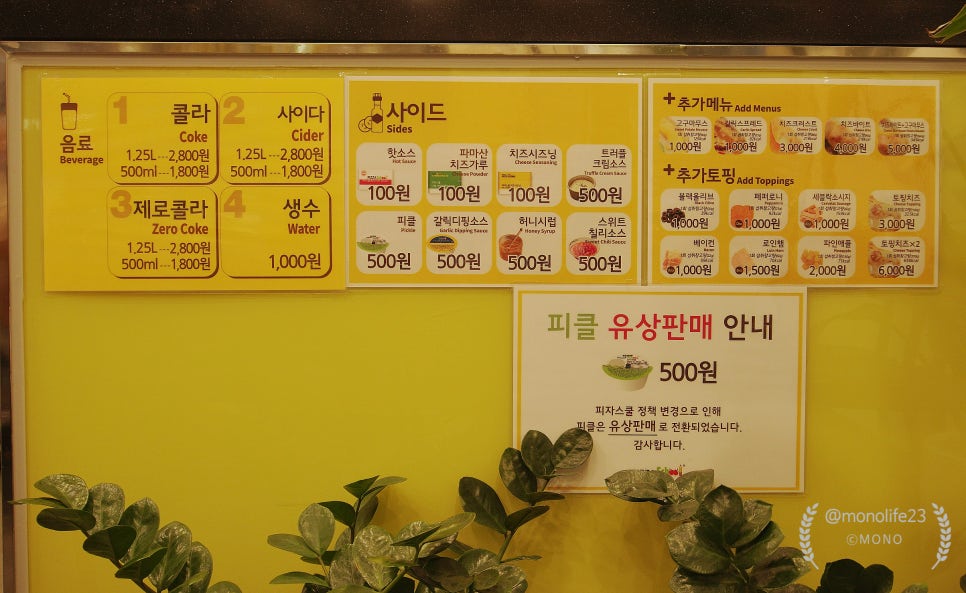 음료
Beverage
1 콜라
Coke
1.25L---2,800원
500ml---1,800원
2 사이다
Cider
1.25L---2,800원
500ml---1,800원
3 제로콜라
Zero Coke
1.25L---2,800원
500ml---1,800원
4 생수
Water
1,000원
사이드
Sides
핫소스
Hot Sauce
100원
파마산
치즈가루
Cheese Powder
100원
치즈시즈닝
Cheese Seasoning
100원
트러플
크림소스
Truffle Cream Sauce
500원
피클
Pickle
500원
갈릭디핑소스
Garlic Dipping Sauce
500원
허니시럽
Honey Syrup
500원
스위트
칠리소스
Sweet Chili Sauce
500원
+추가메뉴 Add Menus
고구마무스
1,000원
갈릭스프레드
1,000원
치즈크러스트
3,000원
치즈바이트
4,000원
5,000원
+추가토핑 Add Toppings
블랙올리브
1,000원
페퍼로니
1,000원
세블락소시지
1,000원
토핑치즈
3,000원
베이컨
1,000원
로인햄
1,500원
파인애플
2,000원
토핑치즈×2
6,000원
피클 유상판매 안내
500원
피자스쿨 정책 변경으로 인해
피클은 유상판매로 전환되었습니다.
감사합니다.
@monolife23
©MONO